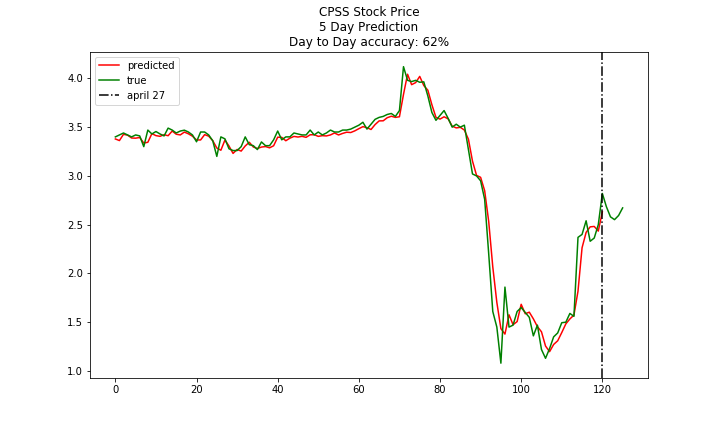 CPSS Stock Price
5 Day Prediction
Day to Day accuracy: 62%
predicted
true
april 27
4.0
3.5
3.0
2.5
2.0
1.5
1.0
0
20
40
60
80
100
120